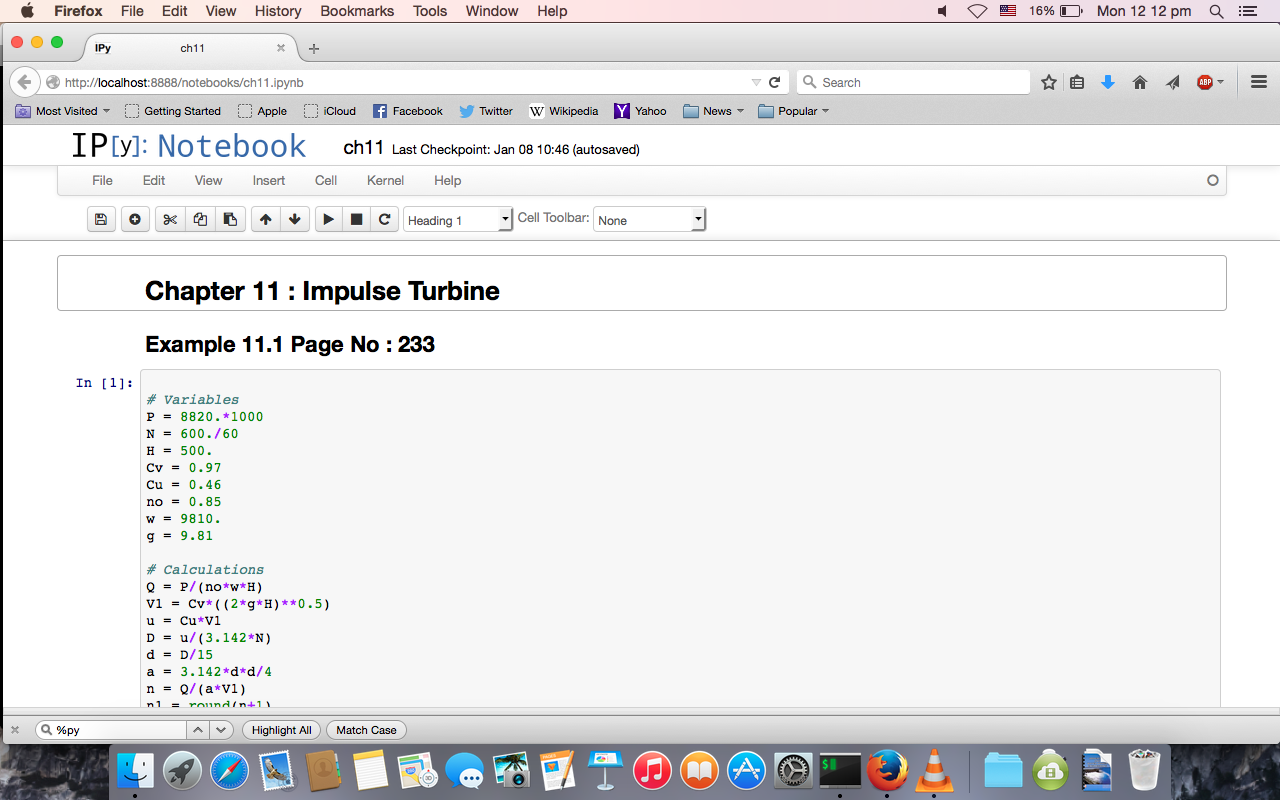 Firefox File Edit View History Bookmarks Tools Window Help 16% Mon 12 12 pm
IPy ch11
http://localhost:8888/notebooks/ch11.ipynb Search ABP
Most Visited Getting Started Apple iCloud Facebook Twitter W Wikipedia Y Yahoo News Popular
IP[y]: Notebook ch11 Last Checkpoint: Jan 08 10:46 (autosaved)
File Edit View Insert Cell Kernel Help
Heading 1 Cell Toolbar: None
Chapter 11 : Impulse Turbine
Example 11.1 Page No : 233
In [1]:
# Variables
P = 8820.*1000
N = 600./60
H = 500.
Cv = 0.97
Cu = 0.46
no = 0.85
w = 9810.
g = 9.81
# Calculations
Q = P/(no*w*H)
V1 = Cv*((2*g*H)**0.5)
u = Cu*V1
D = u/(3.142*N)
d = D/15
a = 3.142*d*d/4
n = Q/(a*V1)
n1 = round(n+1)
%py Highlight All Match Case